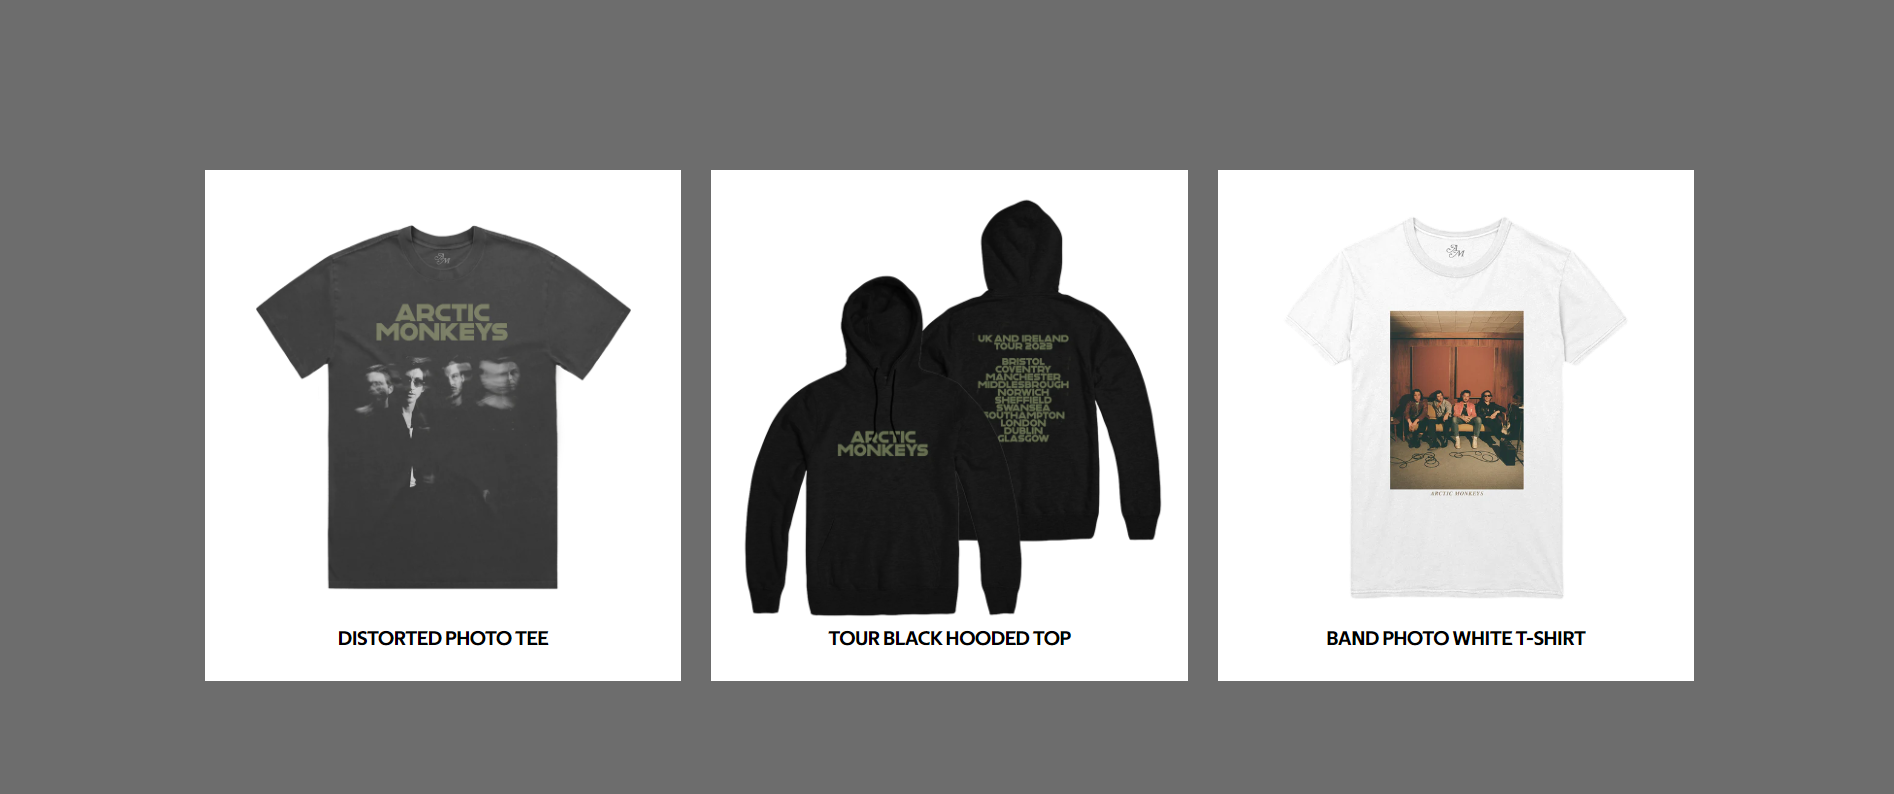 ARCTIC
MONKEYS
DISTORTED PHOTO TEE
ARCTIC
MONKEYS
UK AND IRELAND
TOUR 2023
BRISTOL
COVENTRY
MANCHESTER
MIDDLESBROUGH
NORWICH
SHEFFIELD
SWANSEA
SOUTHAMPTON
LONDON
DUBLIN
GLASGOW
TOUR BLACK HOODED TOP
AM
ARCTIC MONKEYS
BAND PHOTO WHITE T-SHIRT